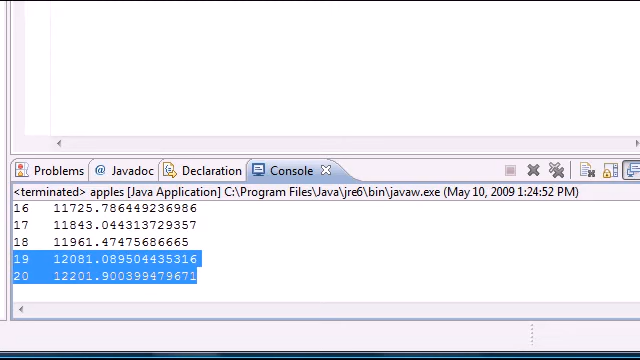 Problems @ Javadoc Declaration Console
<terminated> apples [Java Application] C:\Program Files\Java\jre6\bin\javaw.exe (May 10, 2009 1:24:52 PM)
16 11725.786449236986
17 11843.044313729357
18 11961.47475686665
19 12081.089504435316
20 12201.900399479671